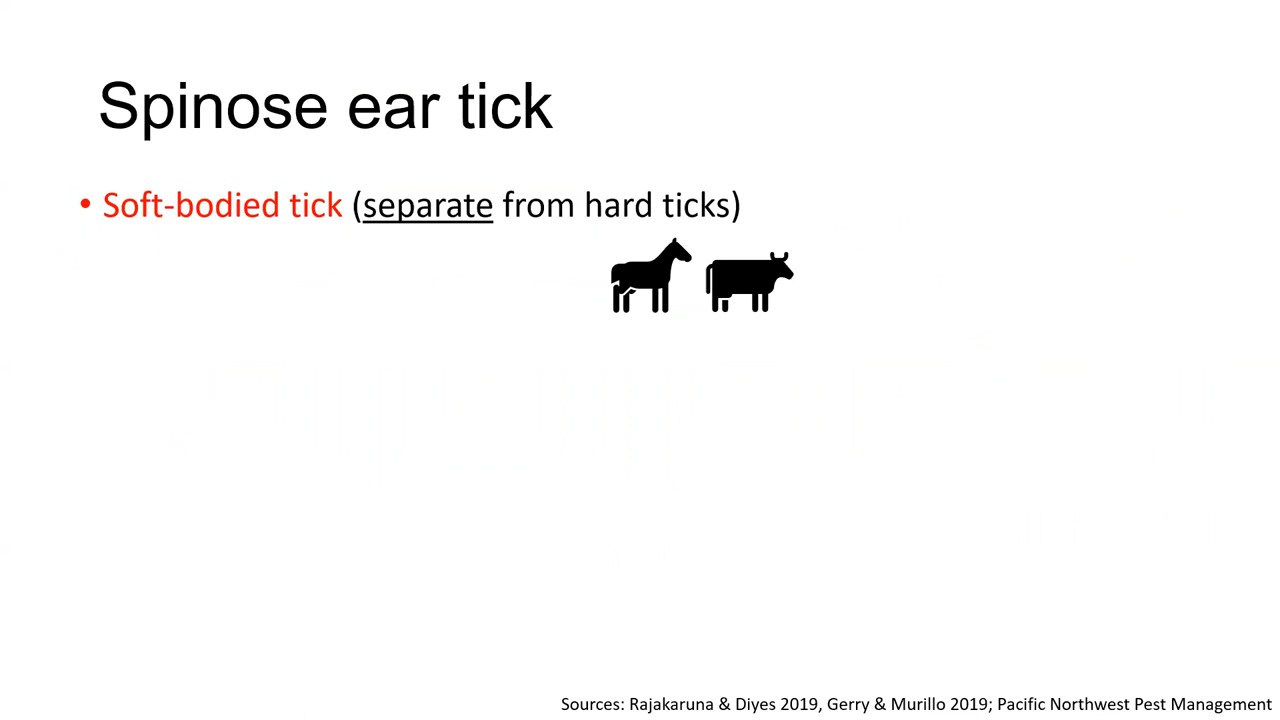 Spinose ear tick
• Soft-bodied tick (separate from hard ticks)
Sources: Rajakaruna & Diyes 2019, Gerry & Murillo 2019; Pacific Northwest Pest Management